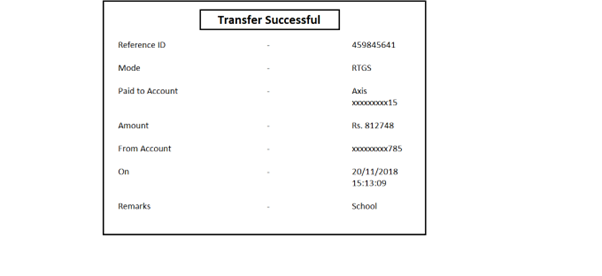 Transfer Successful
Reference ID - 459845641
Mode - RTGS
Paid to Account - Axis
xxxxxxxxx15
Amount - Rs. 812748
From Account - xxxxxxxxx785
On - 20/11/2018
15:13:09
Remarks - School